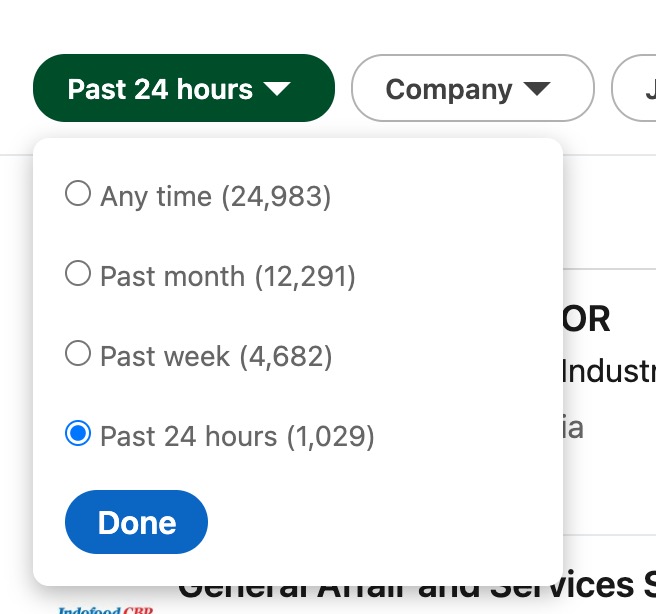 Past 24 hours
Company
J
Any time (24,983)
Past month (12,291)
Past week (4,682)
Past 24 hours (1,029)
Done
OR
Industr
ia
General Affair and Services S
Indofood CBP